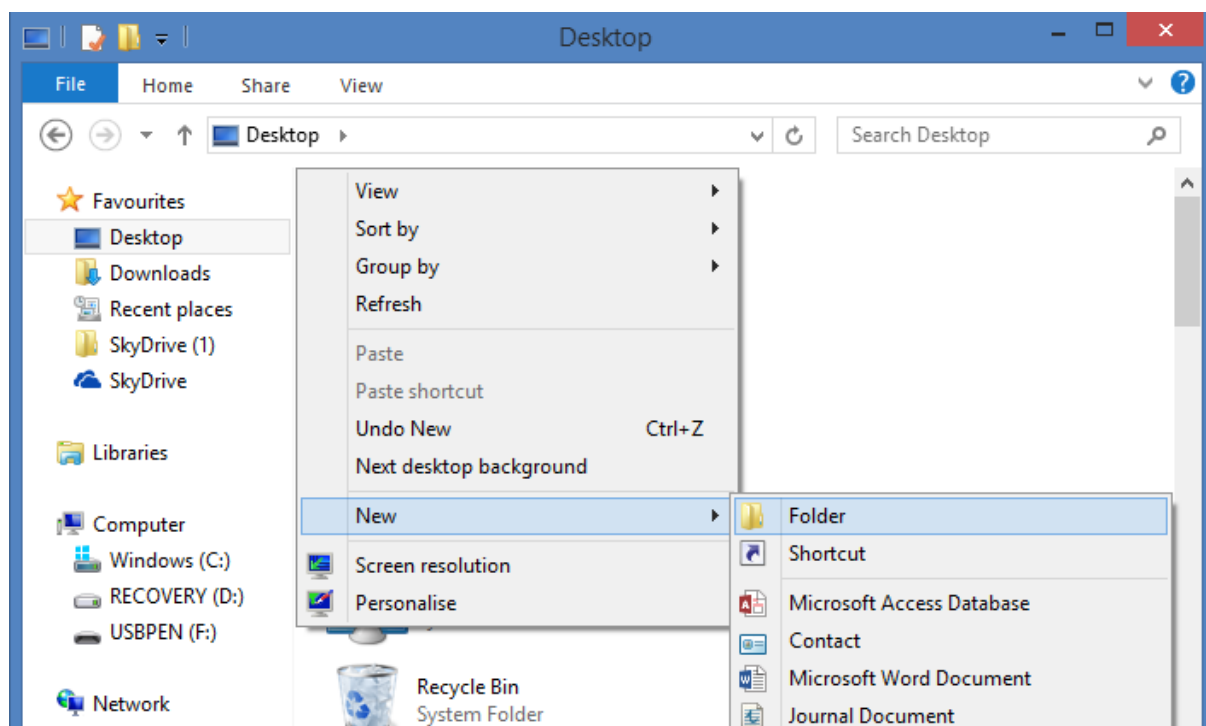 Desktop
File Home Share View
Desktop
Search Desktop
Favourites
Desktop
Downloads
Recent places
SkyDrive (1)
SkyDrive
Libraries
Computer
Windows (C:)
RECOVERY (D:)
USBPEN (F:)
Network
View
Sort by
Group by
Refresh
Paste
Paste shortcut
Undo New Ctrl+Z
Next desktop background
New
Screen resolution
Personalise
Folder
Shortcut
Microsoft Access Database
Contact
Microsoft Word Document
Journal Document
Recycle Bin
System Folder